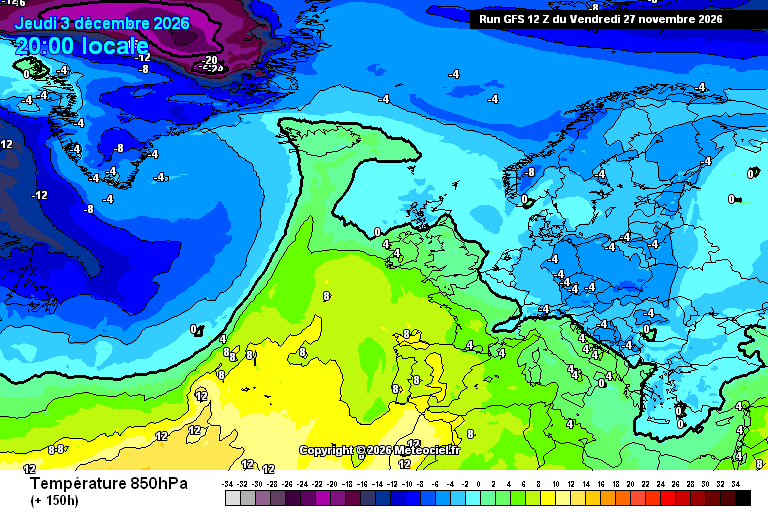 Jeudi 3 décembre 2026
20:00 locale
Run GFS 12 Z du Vendredi 27 novembre 2026
Copyright © 2026 Meteociel.fr
Température 850hPa
(+ 150h)
-34 -32 -30 -28 -26 -24 -22 -20 -18 -16 -14 -12 -10 -8 -6 -4 -2 0 2 4 6 8 10 12 14 16 18 20 22 24 26 28 30 32 34